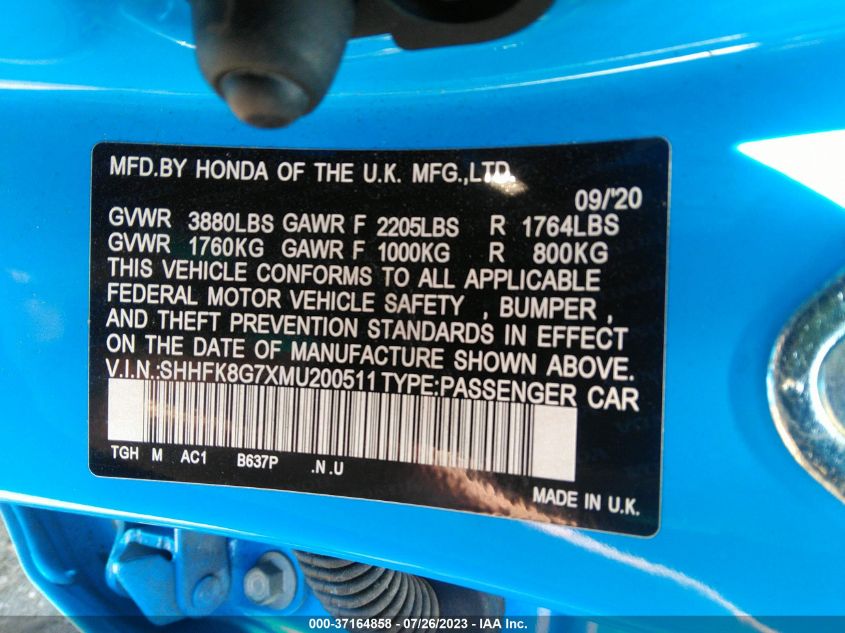 MFD.BY HONDA OF THE U.K. MFG.,LTD.
09/'20
GVWR 3880LBS GAWR F 2205LBS R 1764LBS
GVWR 1760KG GAWR F 1000KG R 800KG
THIS VEHICLE CONFORMS TO ALL APPLICABLE
FEDERAL MOTOR VEHICLE SAFETY , BUMPER ,
AND THEFT PREVENTION STANDARDS IN EFFECT
ON THE DATE OF MANUFACTURE SHOWN ABOVE.
V.I.N.:SHHFK8G7XMU200511 TYPE:PASSENGER CAR
TGH M AC1 B637P .N.U
MADE IN U.K.
000-37164858 - 07/26/2023 - IAA Inc.